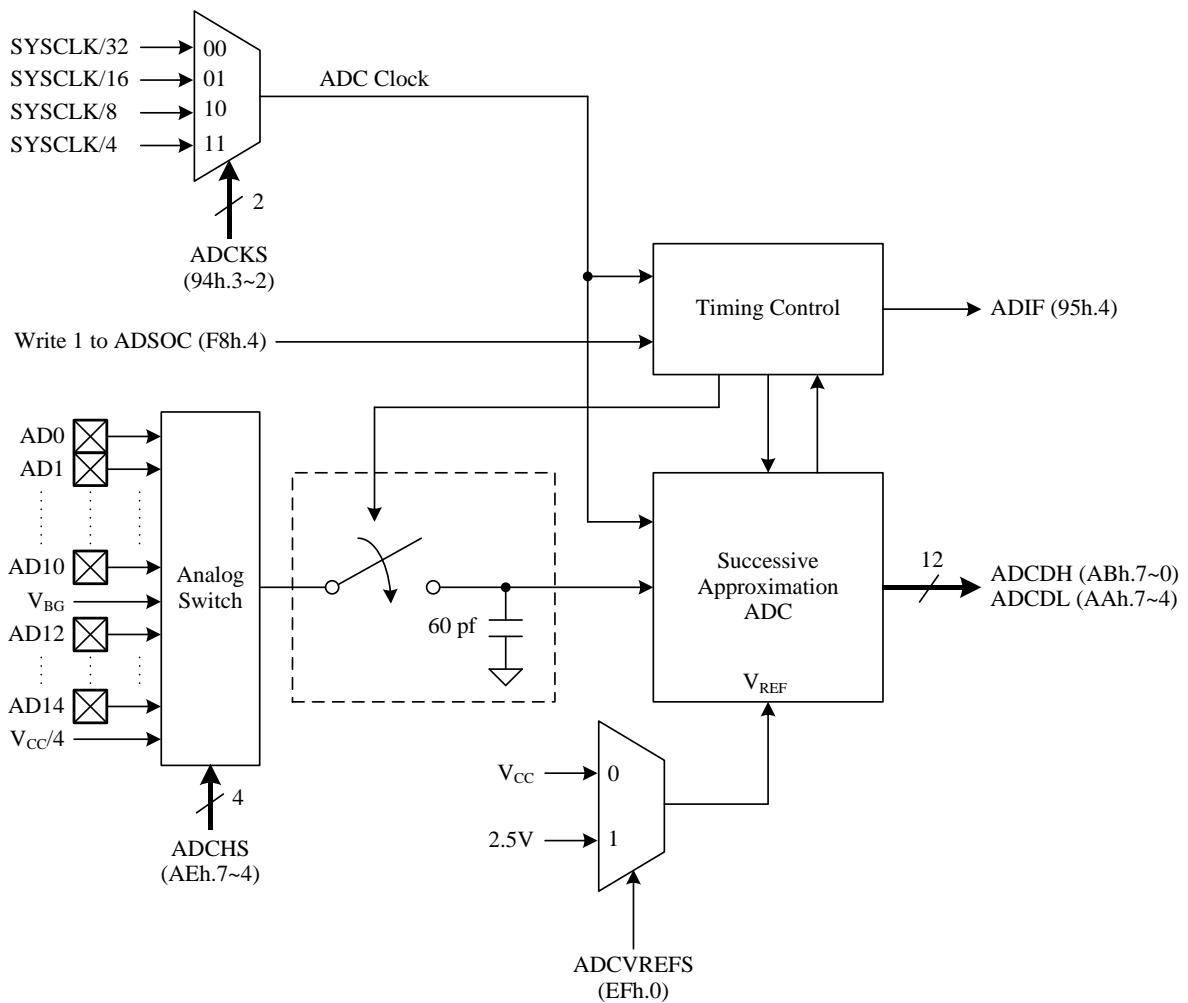 SYSCLK/32
00
SYSCLK/16
01
ADC Clock
SYSCLK/8
10
SYSCLK/4
11
2
ADCKS
(94h.3~2)
Timing Control
ADIF (95h.4)
Write 1 to ADSOC (F8h.4)
AD0
AD1
AD10
VBG
AD12
AD14
VCC/4
Analog
Switch
4
ADCHS
(AEh.7~4)
60 pf
Successive
Approximation
ADC
VREF
12
ADCDH (ABh.7~0)
ADCDL (AAh.7~4)
VCC
0
2.5V
1
ADCVREFS
(EFh.0)